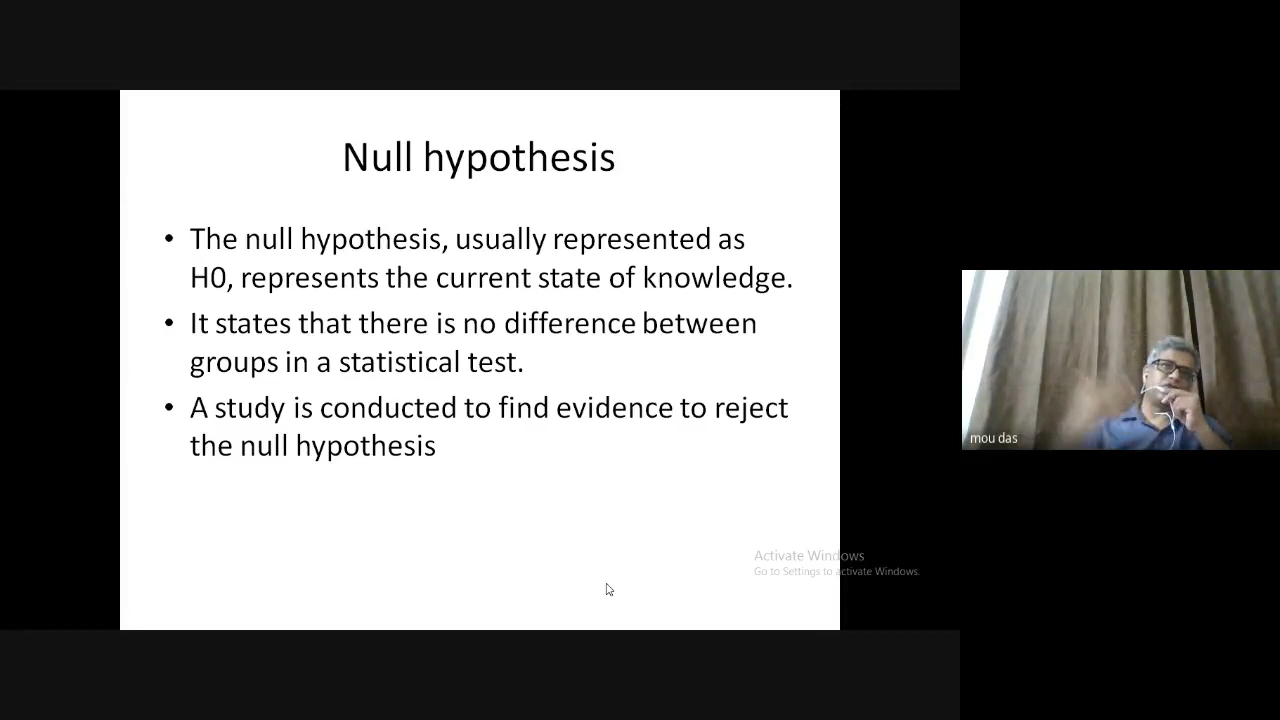 Null hypothesis
• The null hypothesis, usually represented as
H0, represents the current state of knowledge.
• It states that there is no difference between
groups in a statistical test.
• A study is conducted to find evidence to reject
the null hypothesis
mou das
Activate Windows
Go to Settings to activate Windows.